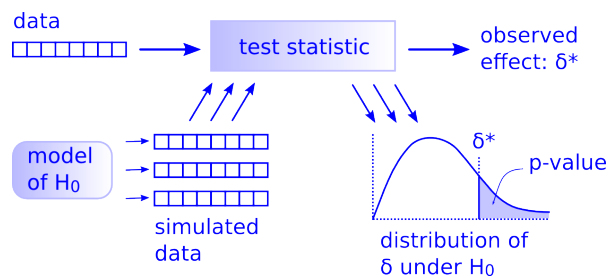 data
test statistic
observed
effect: δ*
model
of H₀
simulated
data
δ*
p-value
distribution of
δ under H₀